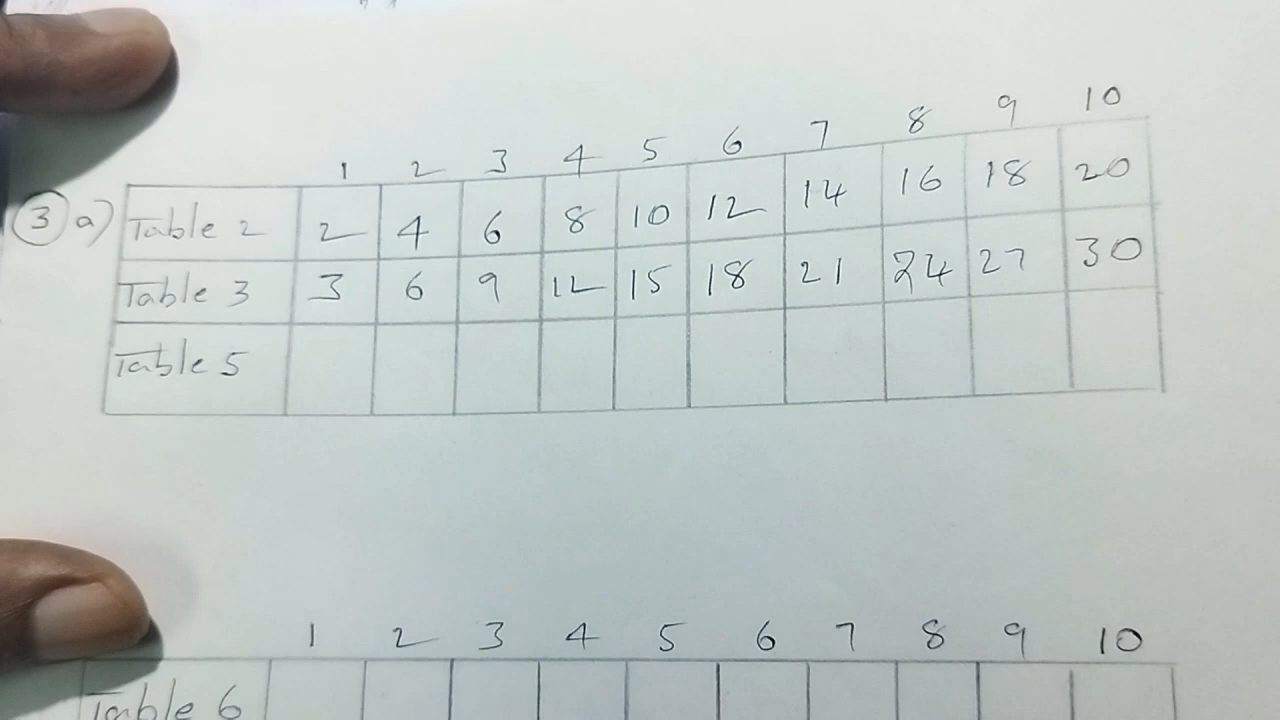 1 2 3 4 5 6 7 8 9 10
3 a) Table 2 2 4 6 8 10 12 14 16 18 20
Table 3 3 6 9 12 15 18 21 24 27 30
Table 5
1 2 3 4 5 6 7 8 9 10
Table 6